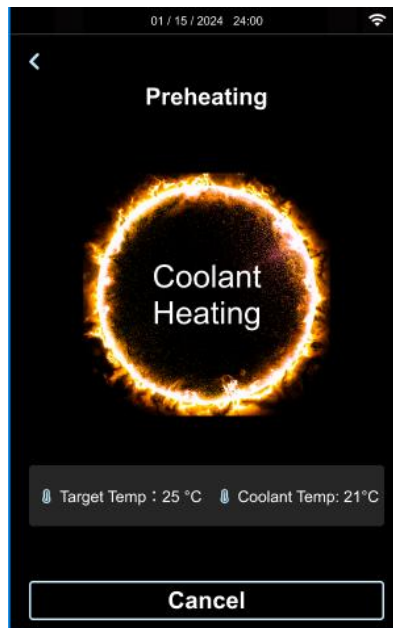 01 / 15 / 2024 24:00
Preheating
Coolant
Heating
Target Temp：25 °C Coolant Temp: 21°C
Cancel